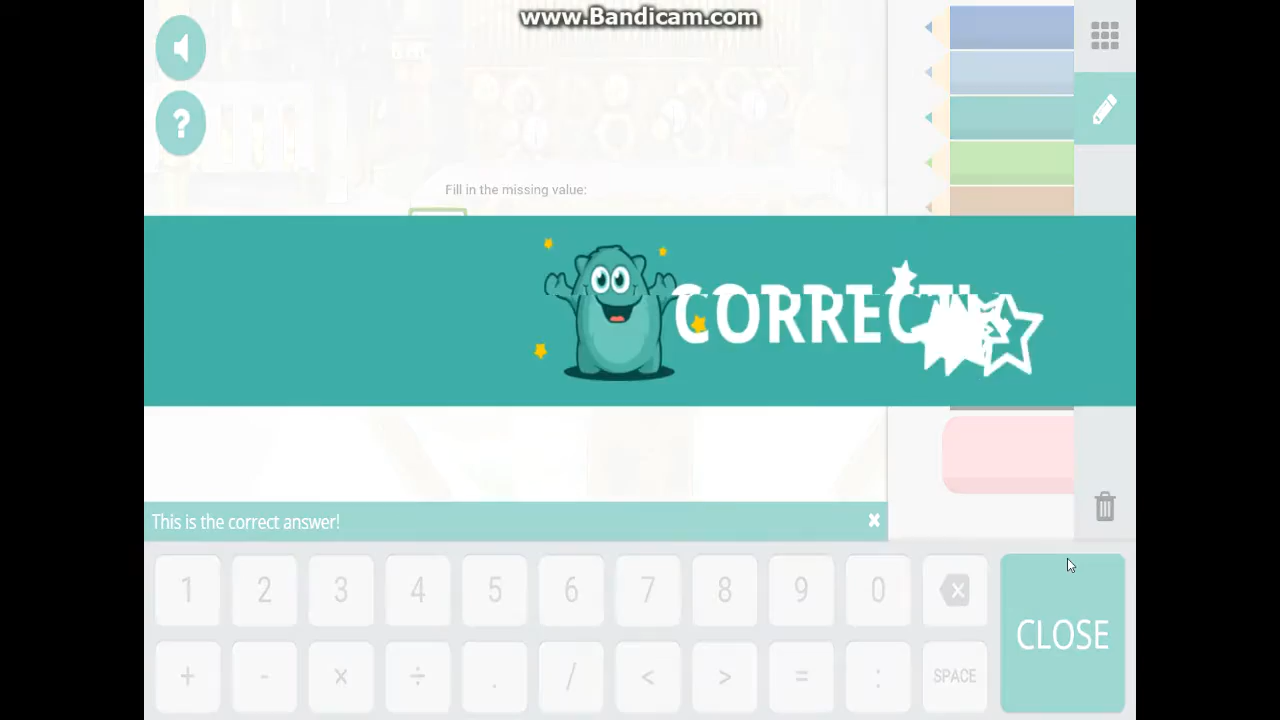 www.Bandicam.com
?
Fill in the missing value:
CORRECT!
This is the correct answer!
1 2 3 4 5 6 7 8 9 0
+ - × ÷ . / < > = : SPACE
CLOSE